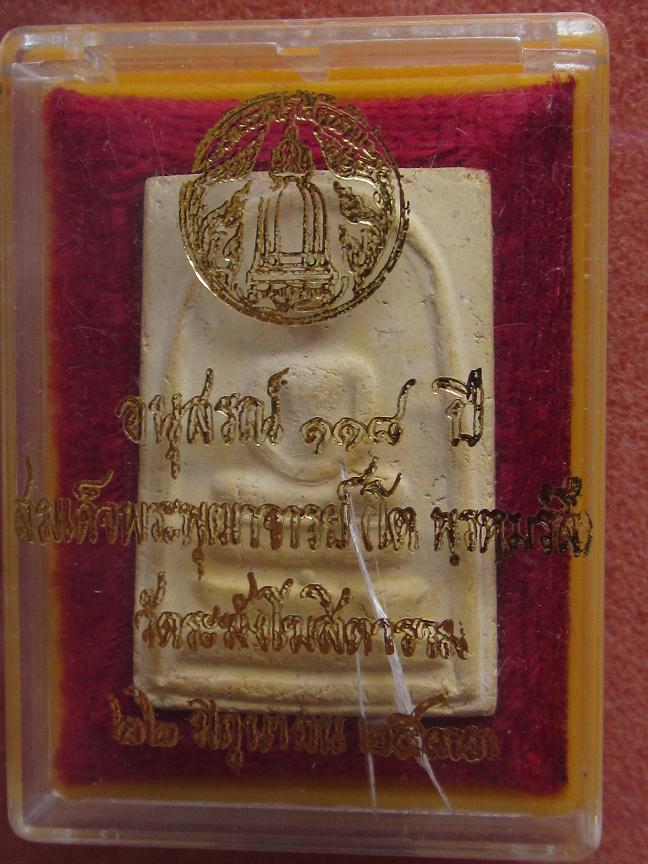 อนุสรณ์ ๑๑๘ ปี
สมเด็จพระพุฒาจารย์ (โต พฺรหฺมรํสี)
วัดระฆังโฆสิตาราม
๒๒ มิถุนายน ๒๕๓๓